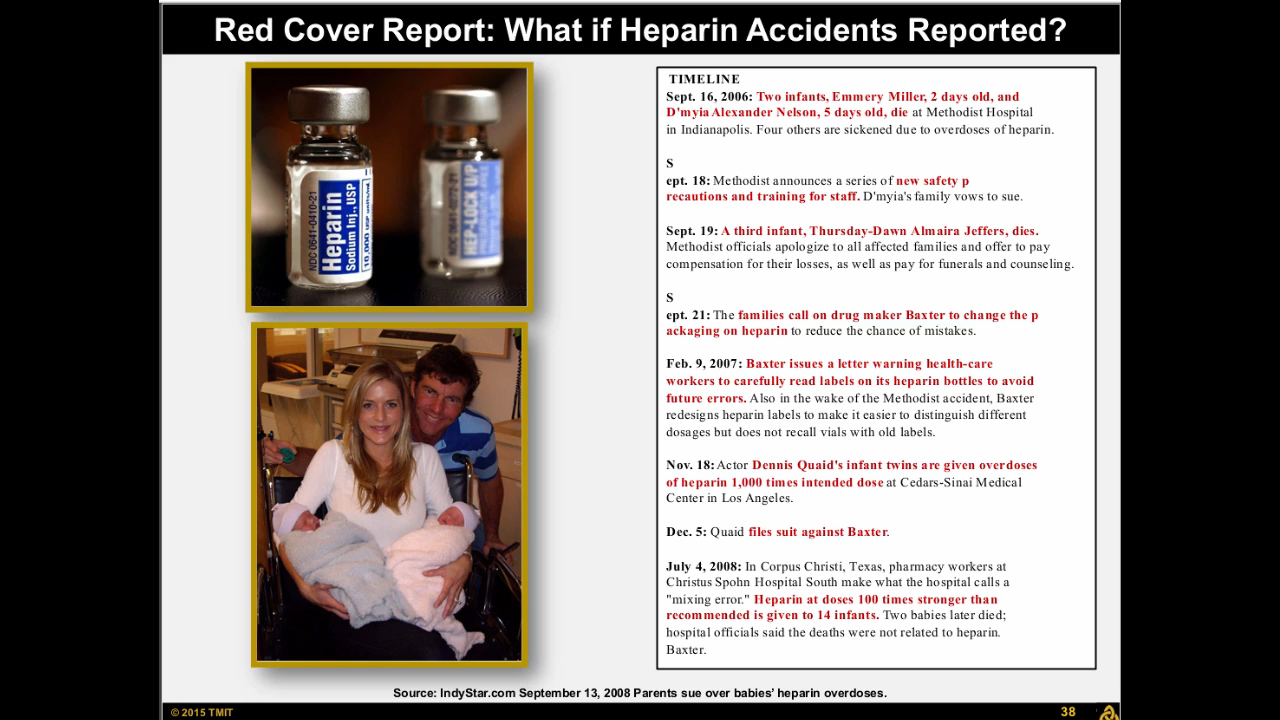 Red Cover Report: What if Heparin Accidents Reported?
NDC 0641-0410-21
Heparin
Sodium Inj., USP
10,000 USP units/mL
NDC 0641-0272-21
HEP-LOCK U/P
TIMELINE
Sept. 16, 2006: Two infants, Emmery Miller, 2 days old, and
D'myia Alexander Nelson, 5 days old, die at Methodist Hospital
in Indianapolis. Four others are sickened due to overdoses of heparin.
S
ept. 18: Methodist announces a series of new safety p
recautions and training for staff. D'myia's family vows to sue.
Sept. 19: A third infant, Thursday-Dawn Almaira Jeffers, dies.
Methodist officials apologize to all affected families and offer to pay
compensation for their losses, as well as pay for funerals and counseling.
S
ept. 21: The families call on drug maker Baxter to change the p
ackaging on heparin to reduce the chance of mistakes.
Feb. 9, 2007: Baxter issues a letter warning health-care
workers to carefully read labels on its heparin bottles to avoid
future errors. Also in the wake of the Methodist accident, Baxter
redesigns heparin labels to make it easier to distinguish different
dosages but does not recall vials with old labels.
Nov. 18: Actor Dennis Quaid's infant twins are given overdoses
of heparin 1,000 times intended dose at Cedars-Sinai Medical
Center in Los Angeles.
Dec. 5: Quaid files suit against Baxter.
July 4, 2008: In Corpus Christi, Texas, pharmacy workers at
Christus Spohn Hospital South make what the hospital calls a
"mixing error." Heparin at doses 100 times stronger than
recommended is given to 14 infants. Two babies later died;
hospital officials said the deaths were not related to heparin.
Baxter.
Source: IndyStar.com September 13, 2008 Parents sue over babies' heparin overdoses.
© 2015 TMIT
38